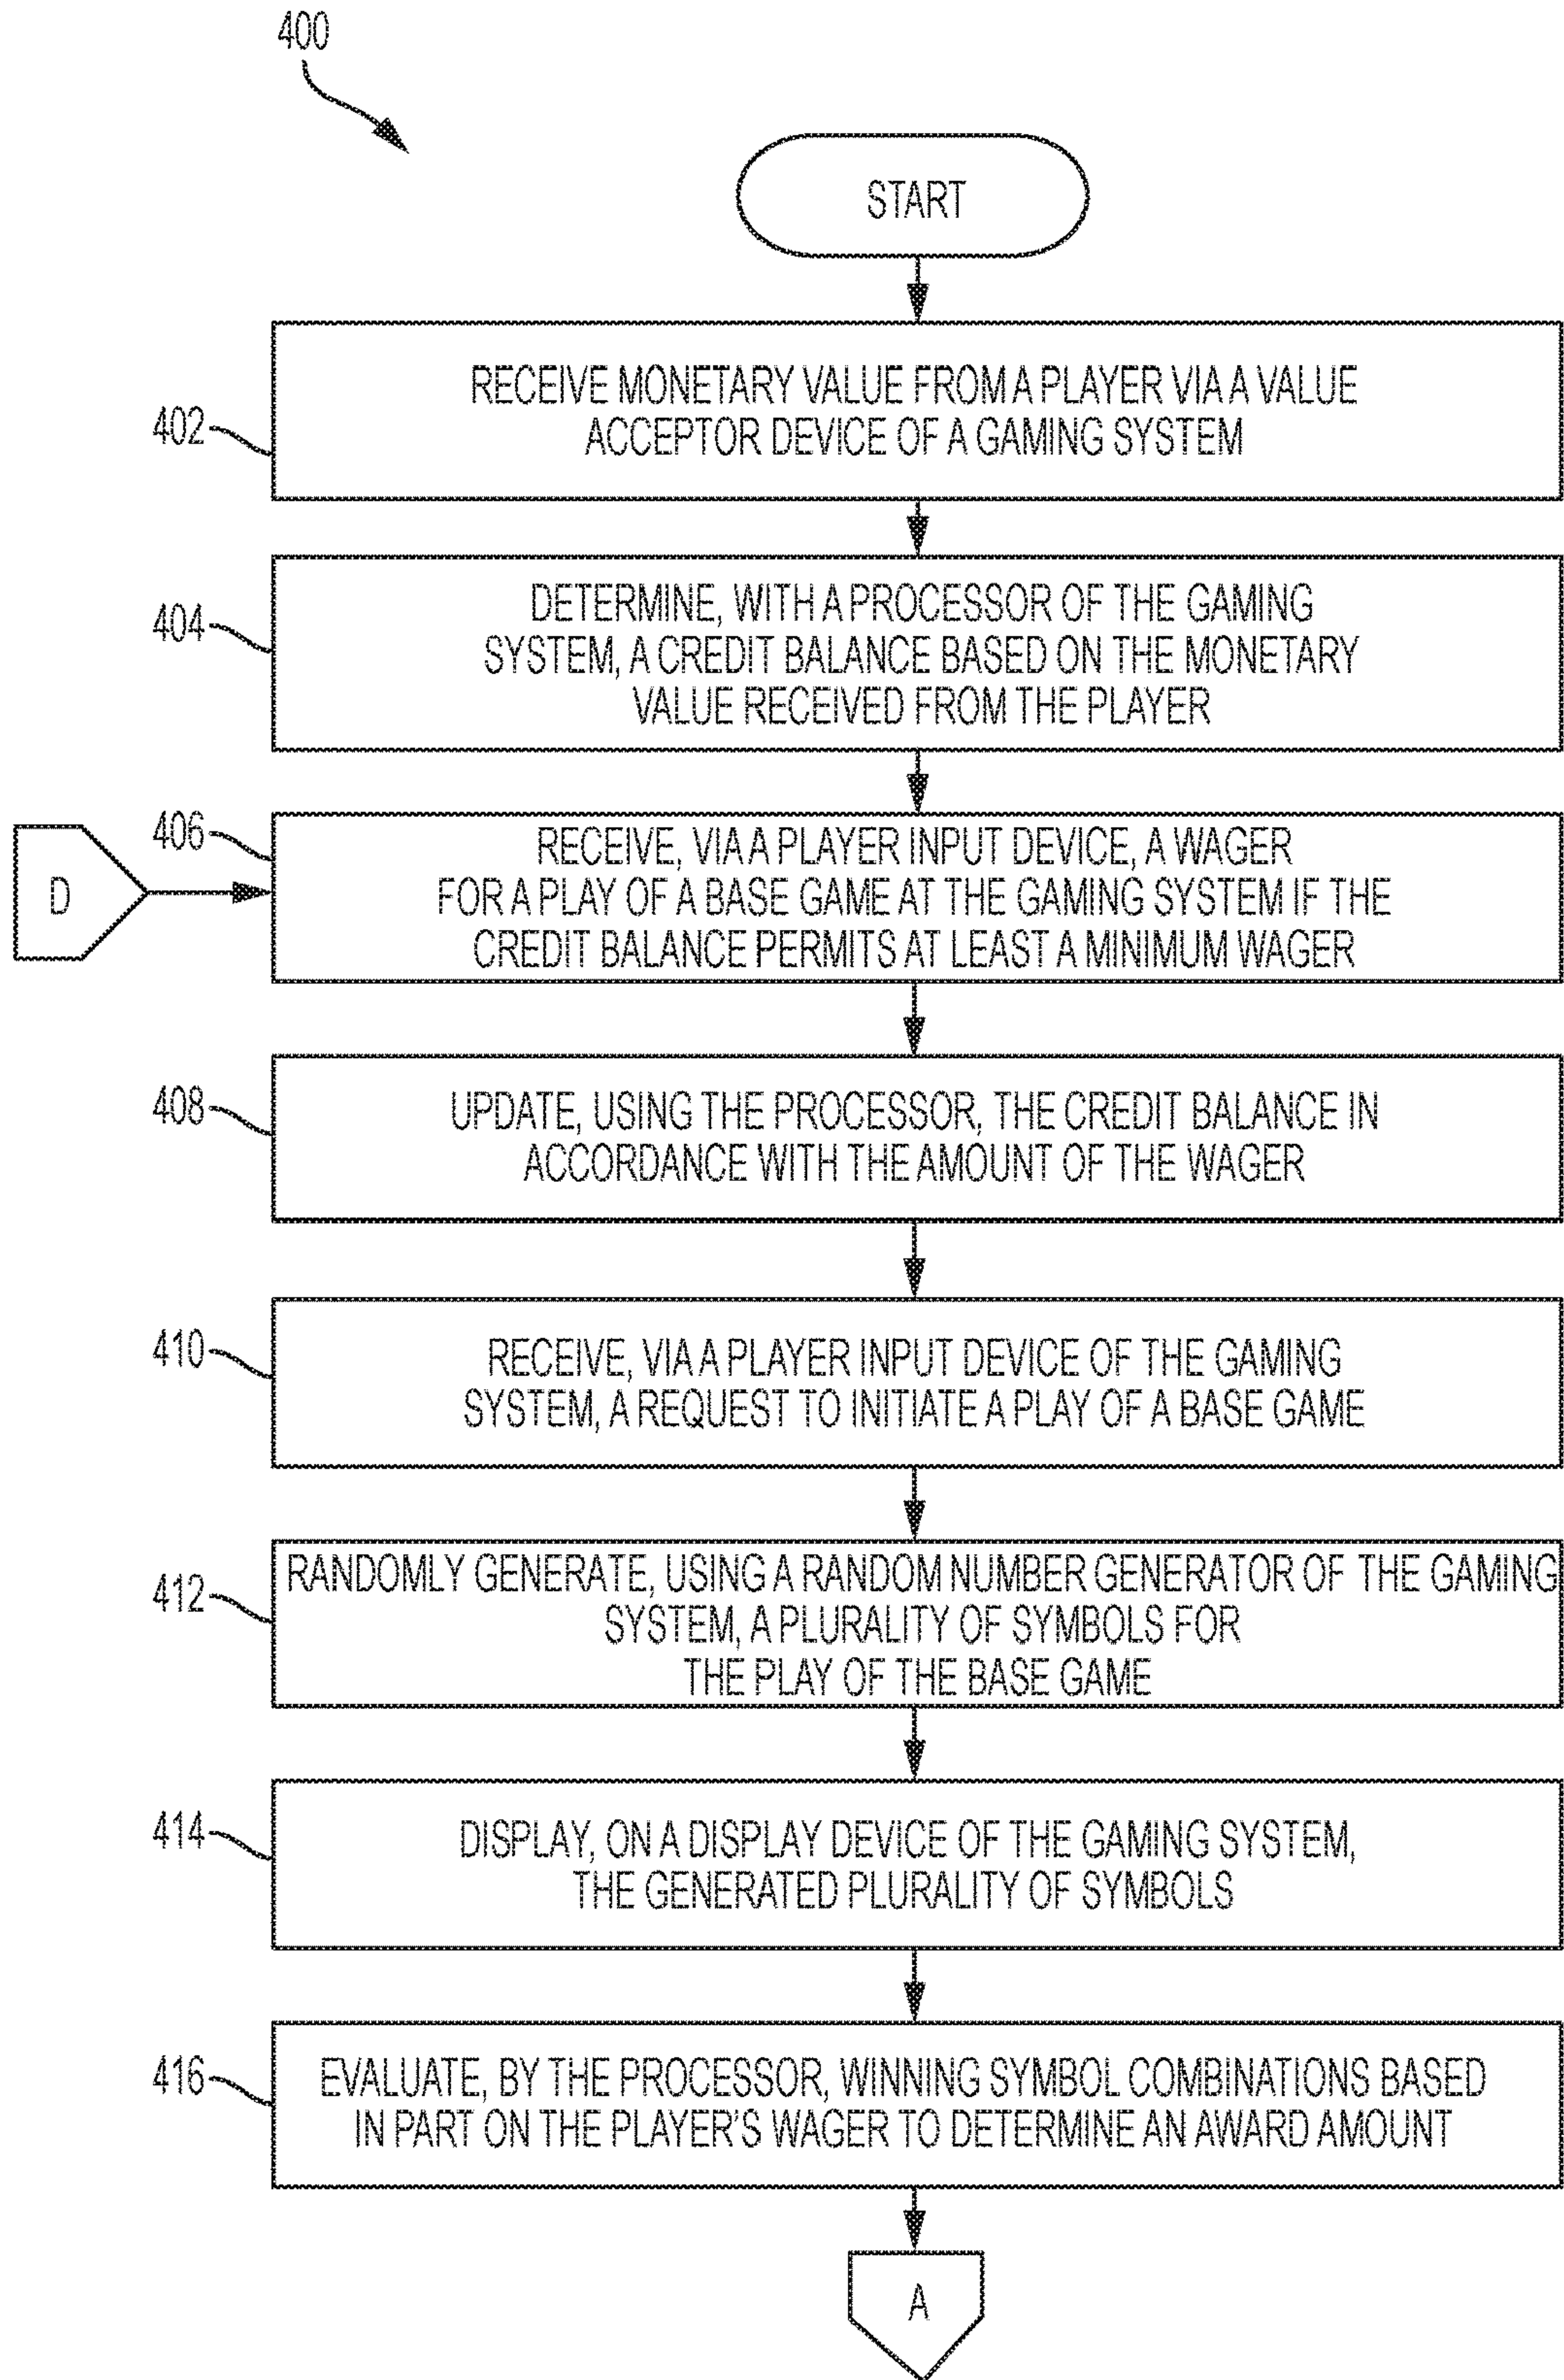 400
START
402
RECEIVE MONETARY VALUE FROM A PLAYER VIA A VALUE
ACCEPTOR DEVICE OF A GAMING SYSTEM
404
DETERMINE, WITH A PROCESSOR OF THE GAMING
SYSTEM, A CREDIT BALANCE BASED ON THE MONETARY
VALUE RECEIVED FROM THE PLAYER
D
406
RECEIVE, VIA A PLAYER INPUT DEVICE, A WAGER
FOR A PLAY OF A BASE GAME AT THE GAMING SYSTEM IF THE
CREDIT BALANCE PERMITS AT LEAST A MINIMUM WAGER
408
UPDATE, USING THE PROCESSOR, THE CREDIT BALANCE IN
ACCORDANCE WITH THE AMOUNT OF THE WAGER
410
RECEIVE, VIA A PLAYER INPUT DEVICE OF THE GAMING
SYSTEM, A REQUEST TO INITIATE A PLAY OF A BASE GAME
412
RANDOMLY GENERATE, USING A RANDOM NUMBER GENERATOR OF THE GAMING
SYSTEM, A PLURALITY OF SYMBOLS FOR
THE PLAY OF THE BASE GAME
414
DISPLAY, ON A DISPLAY DEVICE OF THE GAMING SYSTEM,
THE GENERATED PLURALITY OF SYMBOLS
416
EVALUATE, BY THE PROCESSOR, WINNING SYMBOL COMBINATIONS BASED
IN PART ON THE PLAYER'S WAGER TO DETERMINE AN AWARD AMOUNT
A